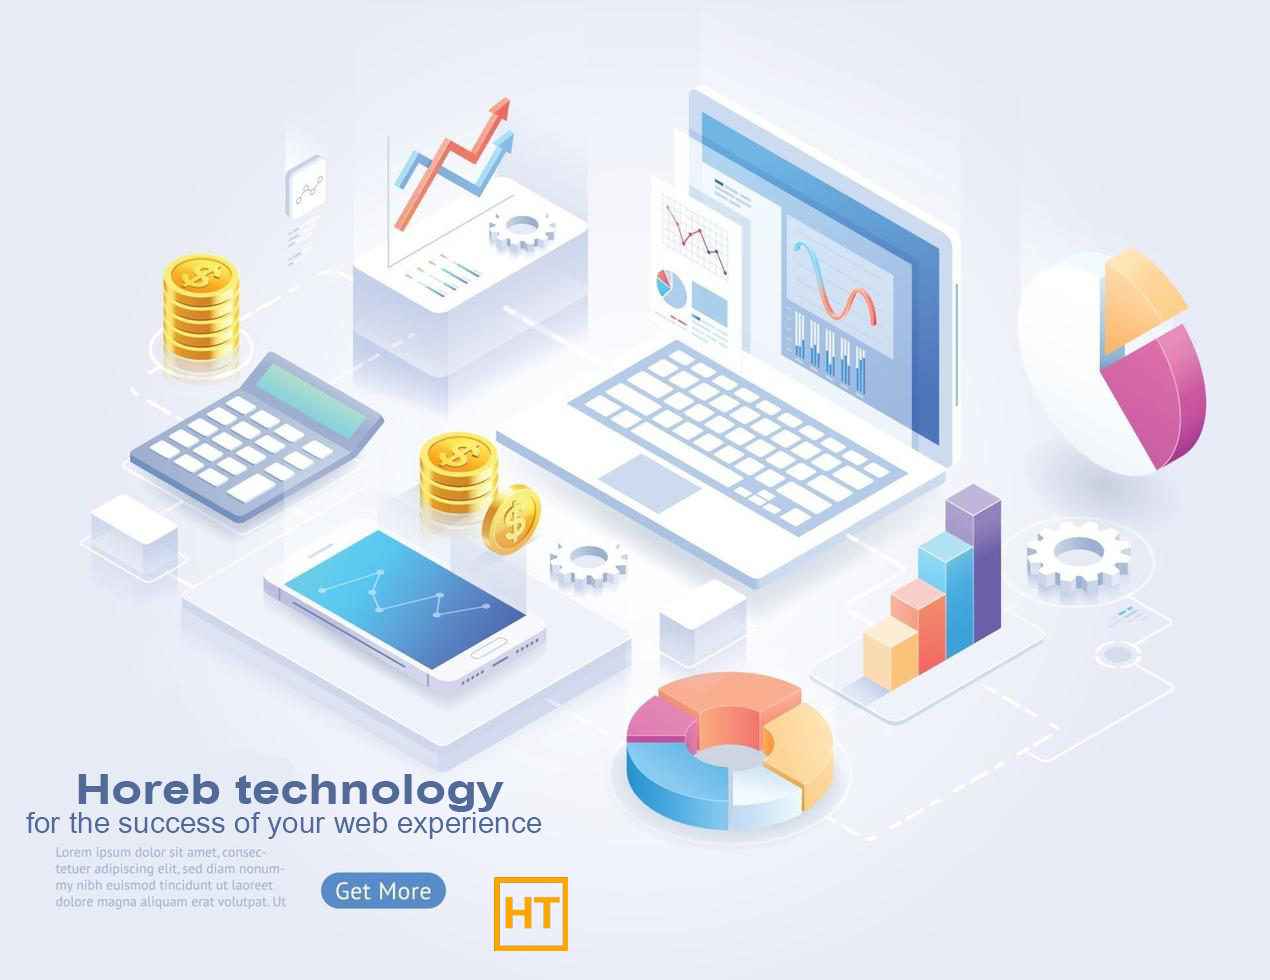 Horeb technology
for the success of your web experience
Lorem ipsum dolor sit amet, consec-
tetuer adipiscing elit, sed diam nonum-
my nibh euismod tincidunt ut laoreet
dolore magna aliquam erat volutpat. Ut
Get More
HT